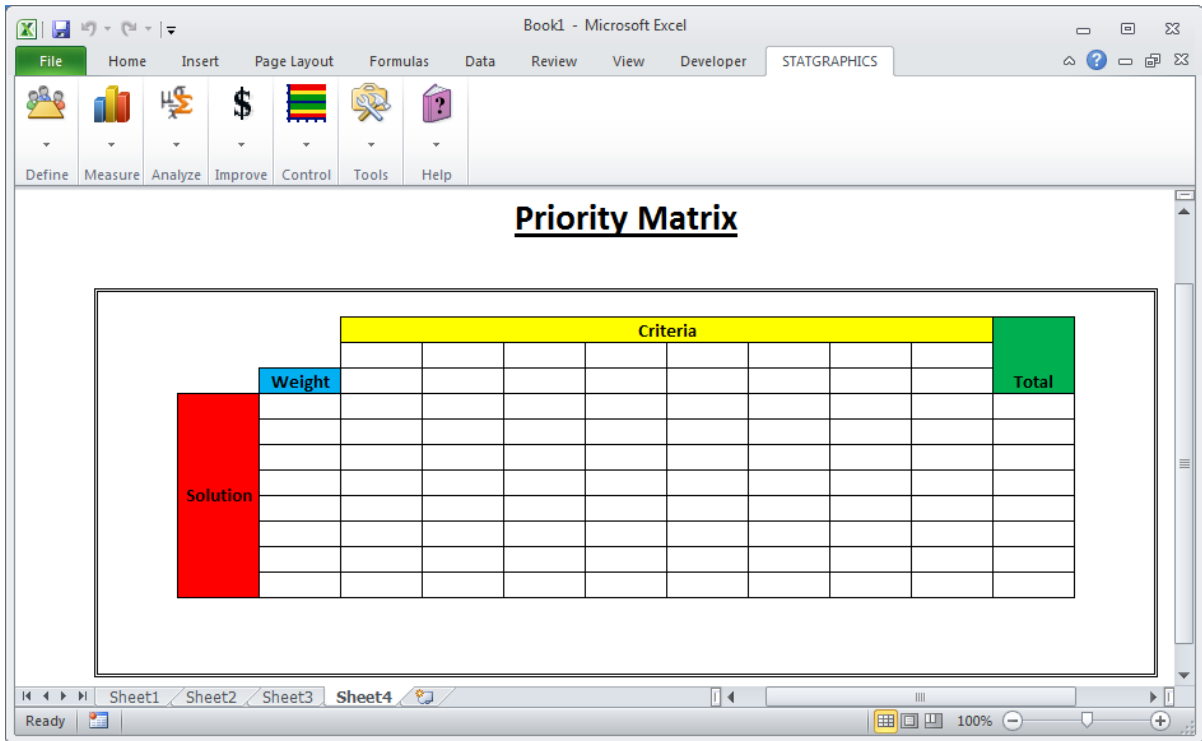 Book1 - Microsoft Excel
File Home Insert Page Layout Formulas Data Review View Developer STATGRAPHICS
Define Measure Analyze Improve Control Tools Help
Priority Matrix
Criteria
Weight Total
Solution
Sheet1 Sheet2 Sheet3 Sheet4
Ready 100%